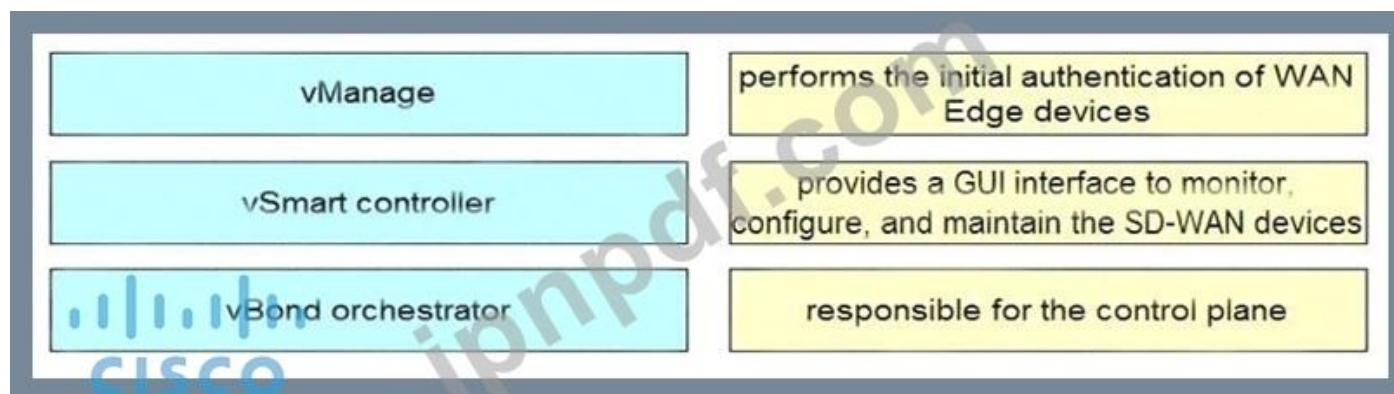 vManage
performs the initial authentication of WAN
Edge devices
vSmart controller
provides a GUI interface to monitor,
configure, and maintain the SD-WAN devices
vBond orchestrator
responsible for the control plane
CISCO
ipnpdf.com